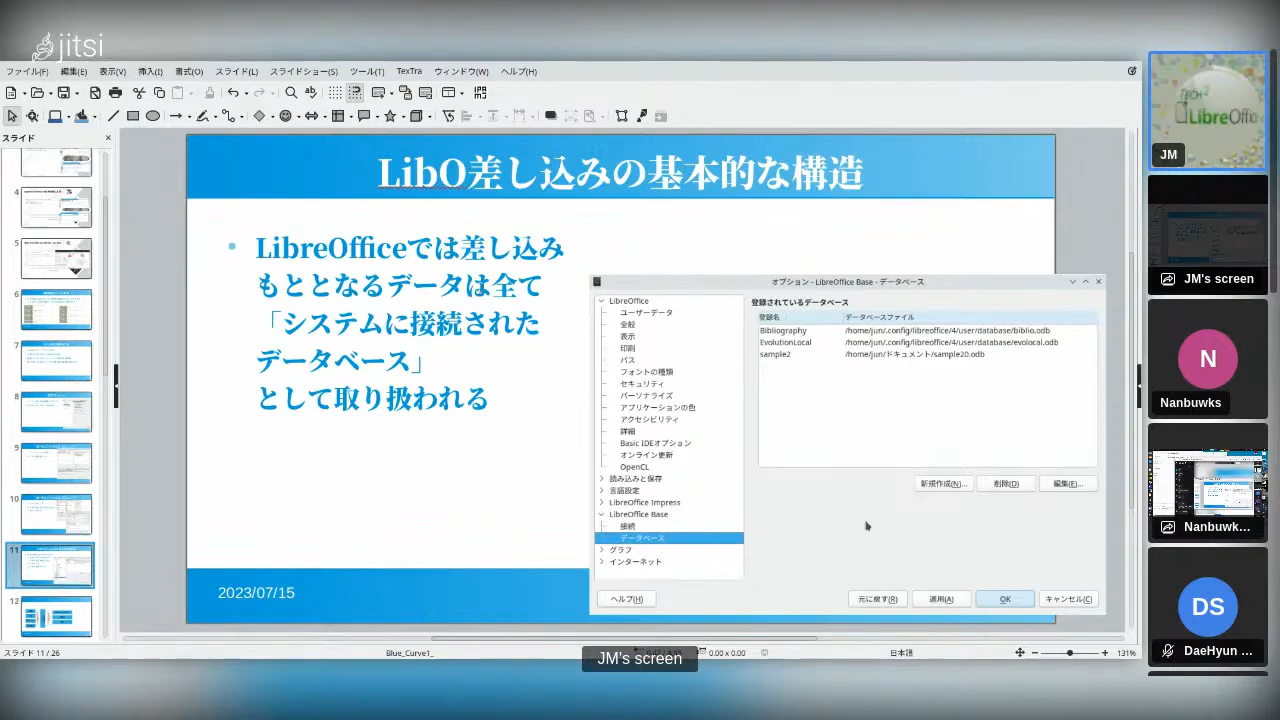 jitsi
ファイル(F) 編集(E) 表示(V) 挿入(I) 書式(O) スライド(L) スライドショー(S) ツール(T) TexTra ウィンドウ(W) ヘルプ(H)
スライド
4
5
6
7
8
9
10
11
12
LibO差し込みの基本的な構造
LibreOfficeでは差し込み
もととなるデータは全て
「システムに接続された
データベース」
として取り扱われる
2023/07/15
オプション - LibreOffice Base - データベース
LibreOffice
ユーザーデータ
全般
表示
印刷
パス
フォントの種類
セキュリティ
パーソナライズ
アプリケーションの色
アクセシビリティ
詳細
Basic IDEオプション
オンライン更新
OpenCL
読み込みと保存
言語設定
LibreOffice Impress
LibreOffice Base
接続
データベース
グラフ
インターネット
登録されているデータベース
登録名 データベースファイル
Bibliography /home/jun/.config/libreoffice/4/user/database/biblio.odb
EvolutionLocal /home/jun/.config/libreoffice/4/user/database/evolocal.odb
sample2 /home/jun/ドキュメント/sample20.odb
新規作成(N)... 削除(D) 編集(E)...
ヘルプ(H) 元に戻す(R) 適用(A) OK キャンセル(C)
スライド 11 / 26 Blue_Curve1_ 0.00 x 0.00 日本語 131%
JM's screen
TECH
LibreOffi
JM
JM's screen
N
Nanbuwks
Nanbuwk...
DS
DaeHyun ...